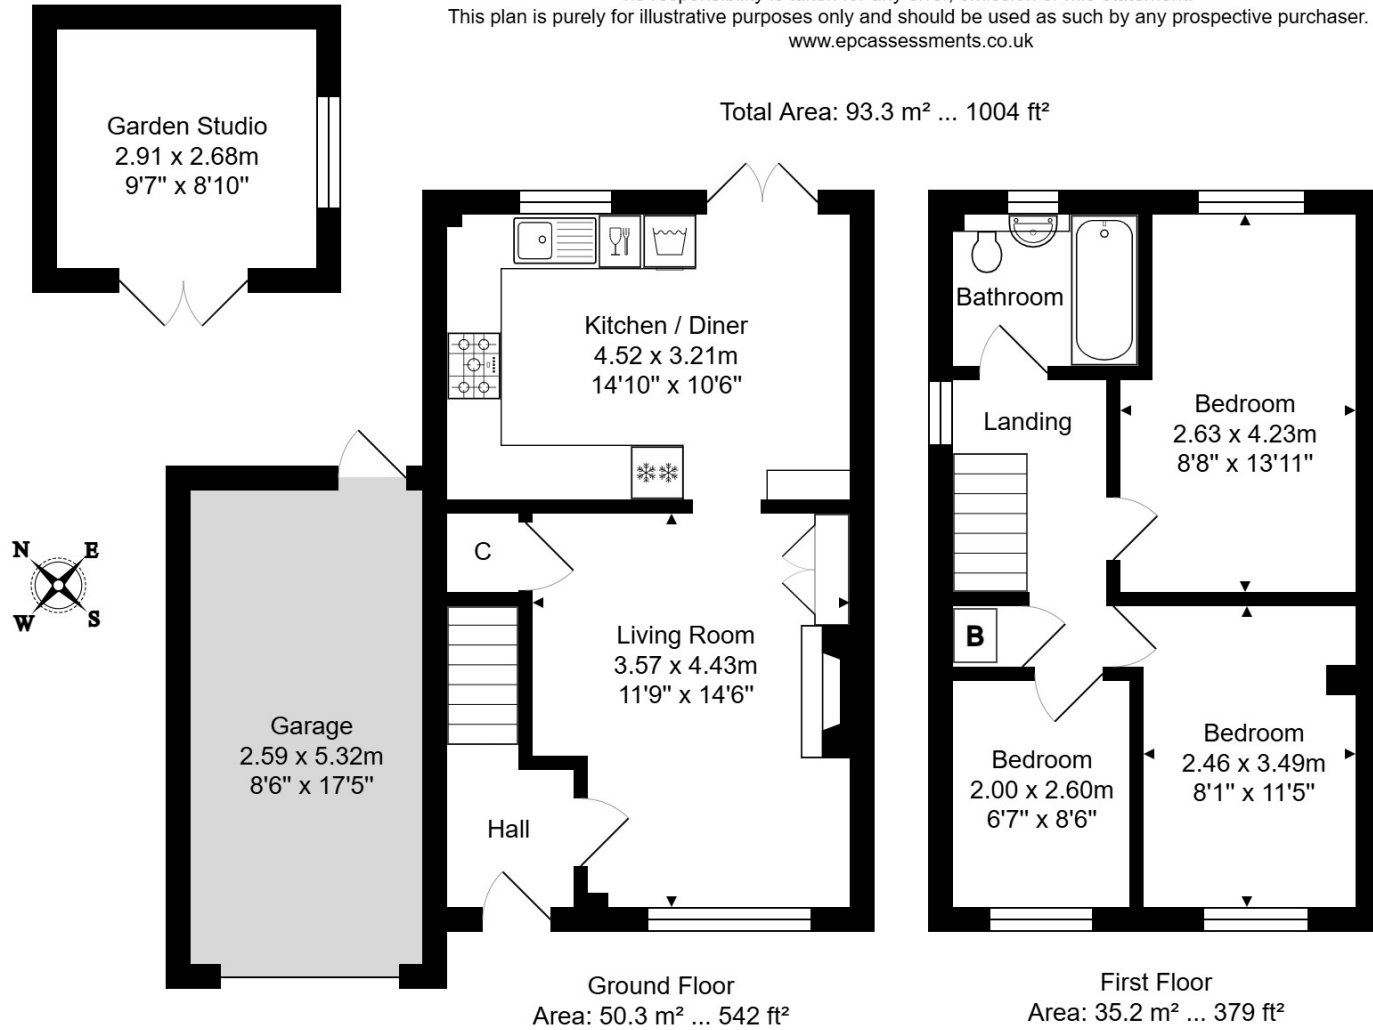 This plan is purely for illustrative purposes only and should be used as such by any prospective purchaser.
www.epcassessments.co.uk
Total Area: 93.3 m² ... 1004 ft²
Garden Studio
2.91 x 2.68m
9'7" x 8'10"
Kitchen / Diner
4.52 x 3.21m
14'10" x 10'6"
Bathroom
Landing
Bedroom
2.63 x 4.23m
8'8" x 13'11"
N
E
W
S
C
Living Room
3.57 x 4.43m
11'9" x 14'6"
B
Garage
2.59 x 5.32m
8'6" x 17'5"
Hall
Bedroom
2.00 x 2.60m
6'7" x 8'6"
Bedroom
2.46 x 3.49m
8'1" x 11'5"
Ground Floor
Area: 50.3 m² ... 542 ft²
First Floor
Area: 35.2 m² ... 379 ft²